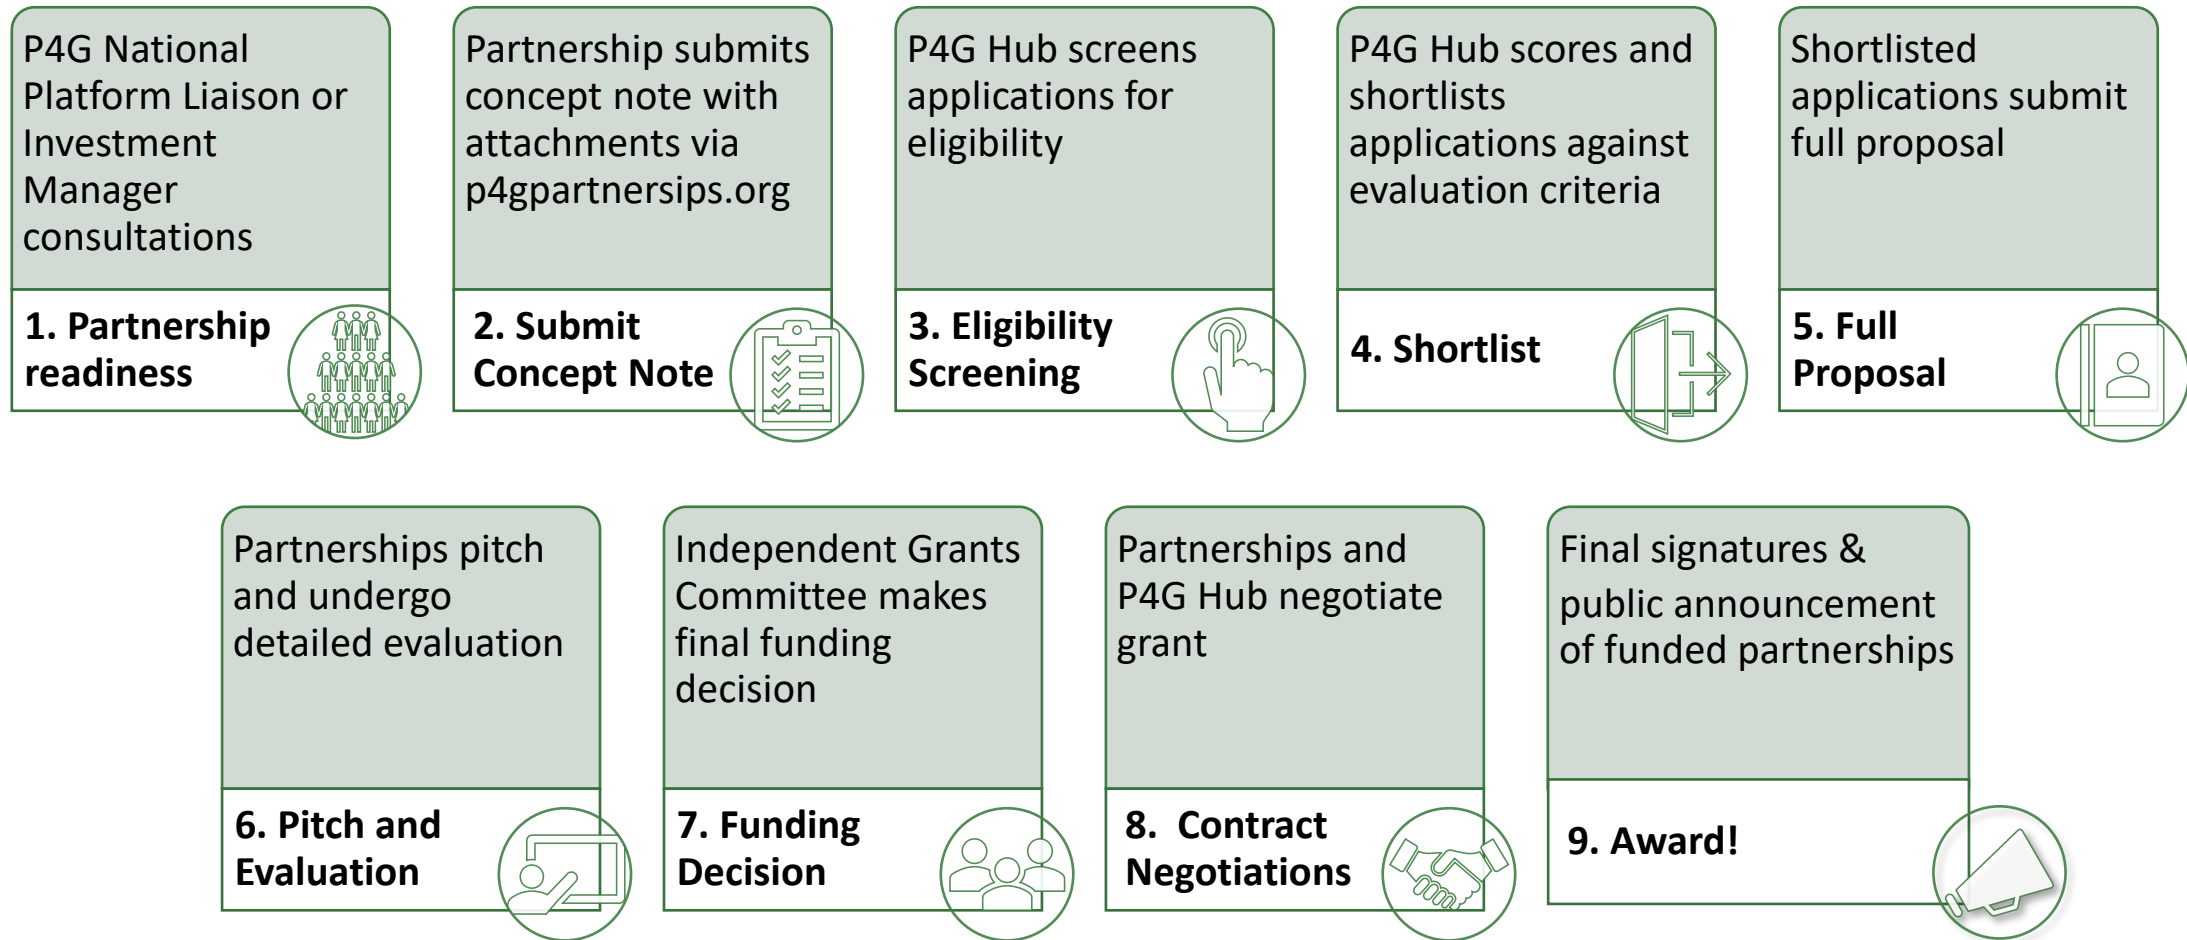 P4G National
Platform Liaison or
Investment
Manager
consultations
1. Partnership
readiness
Partnership submits
concept note with
attachments via
p4gpartnersips.org
2. Submit
Concept Note
P4G Hub screens
applications for
eligibility
3. Eligibility
Screening
P4G Hub scores and
shortlists
applications against
evaluation criteria
4. Shortlist
Shortlisted
applications submit
full proposal
5. Full
Proposal
Partnerships pitch
and undergo
detailed evaluation
6. Pitch and
Evaluation
Independent Grants
Committee makes
final funding
decision
7. Funding
Decision
Partnerships and
P4G Hub negotiate
grant
8. Contract
Negotiations
Final signatures &
public announcement
of funded partnerships
9. Award!